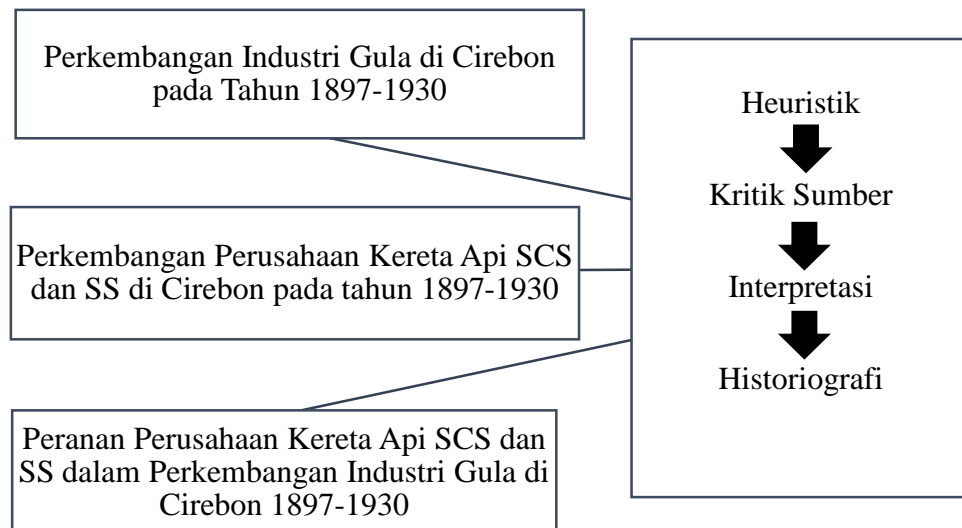 Perkembangan Industri Gula di Cirebon
pada Tahun 1897-1930
Perkembangan Perusahaan Kereta Api SCS
dan SS di Cirebon pada tahun 1897-1930
Peranan Perusahaan Kereta Api SCS dan
SS dalam Perkembangan Industri Gula di
Cirebon 1897-1930
Heuristik
Kritik Sumber
Interpretasi
Historiografi